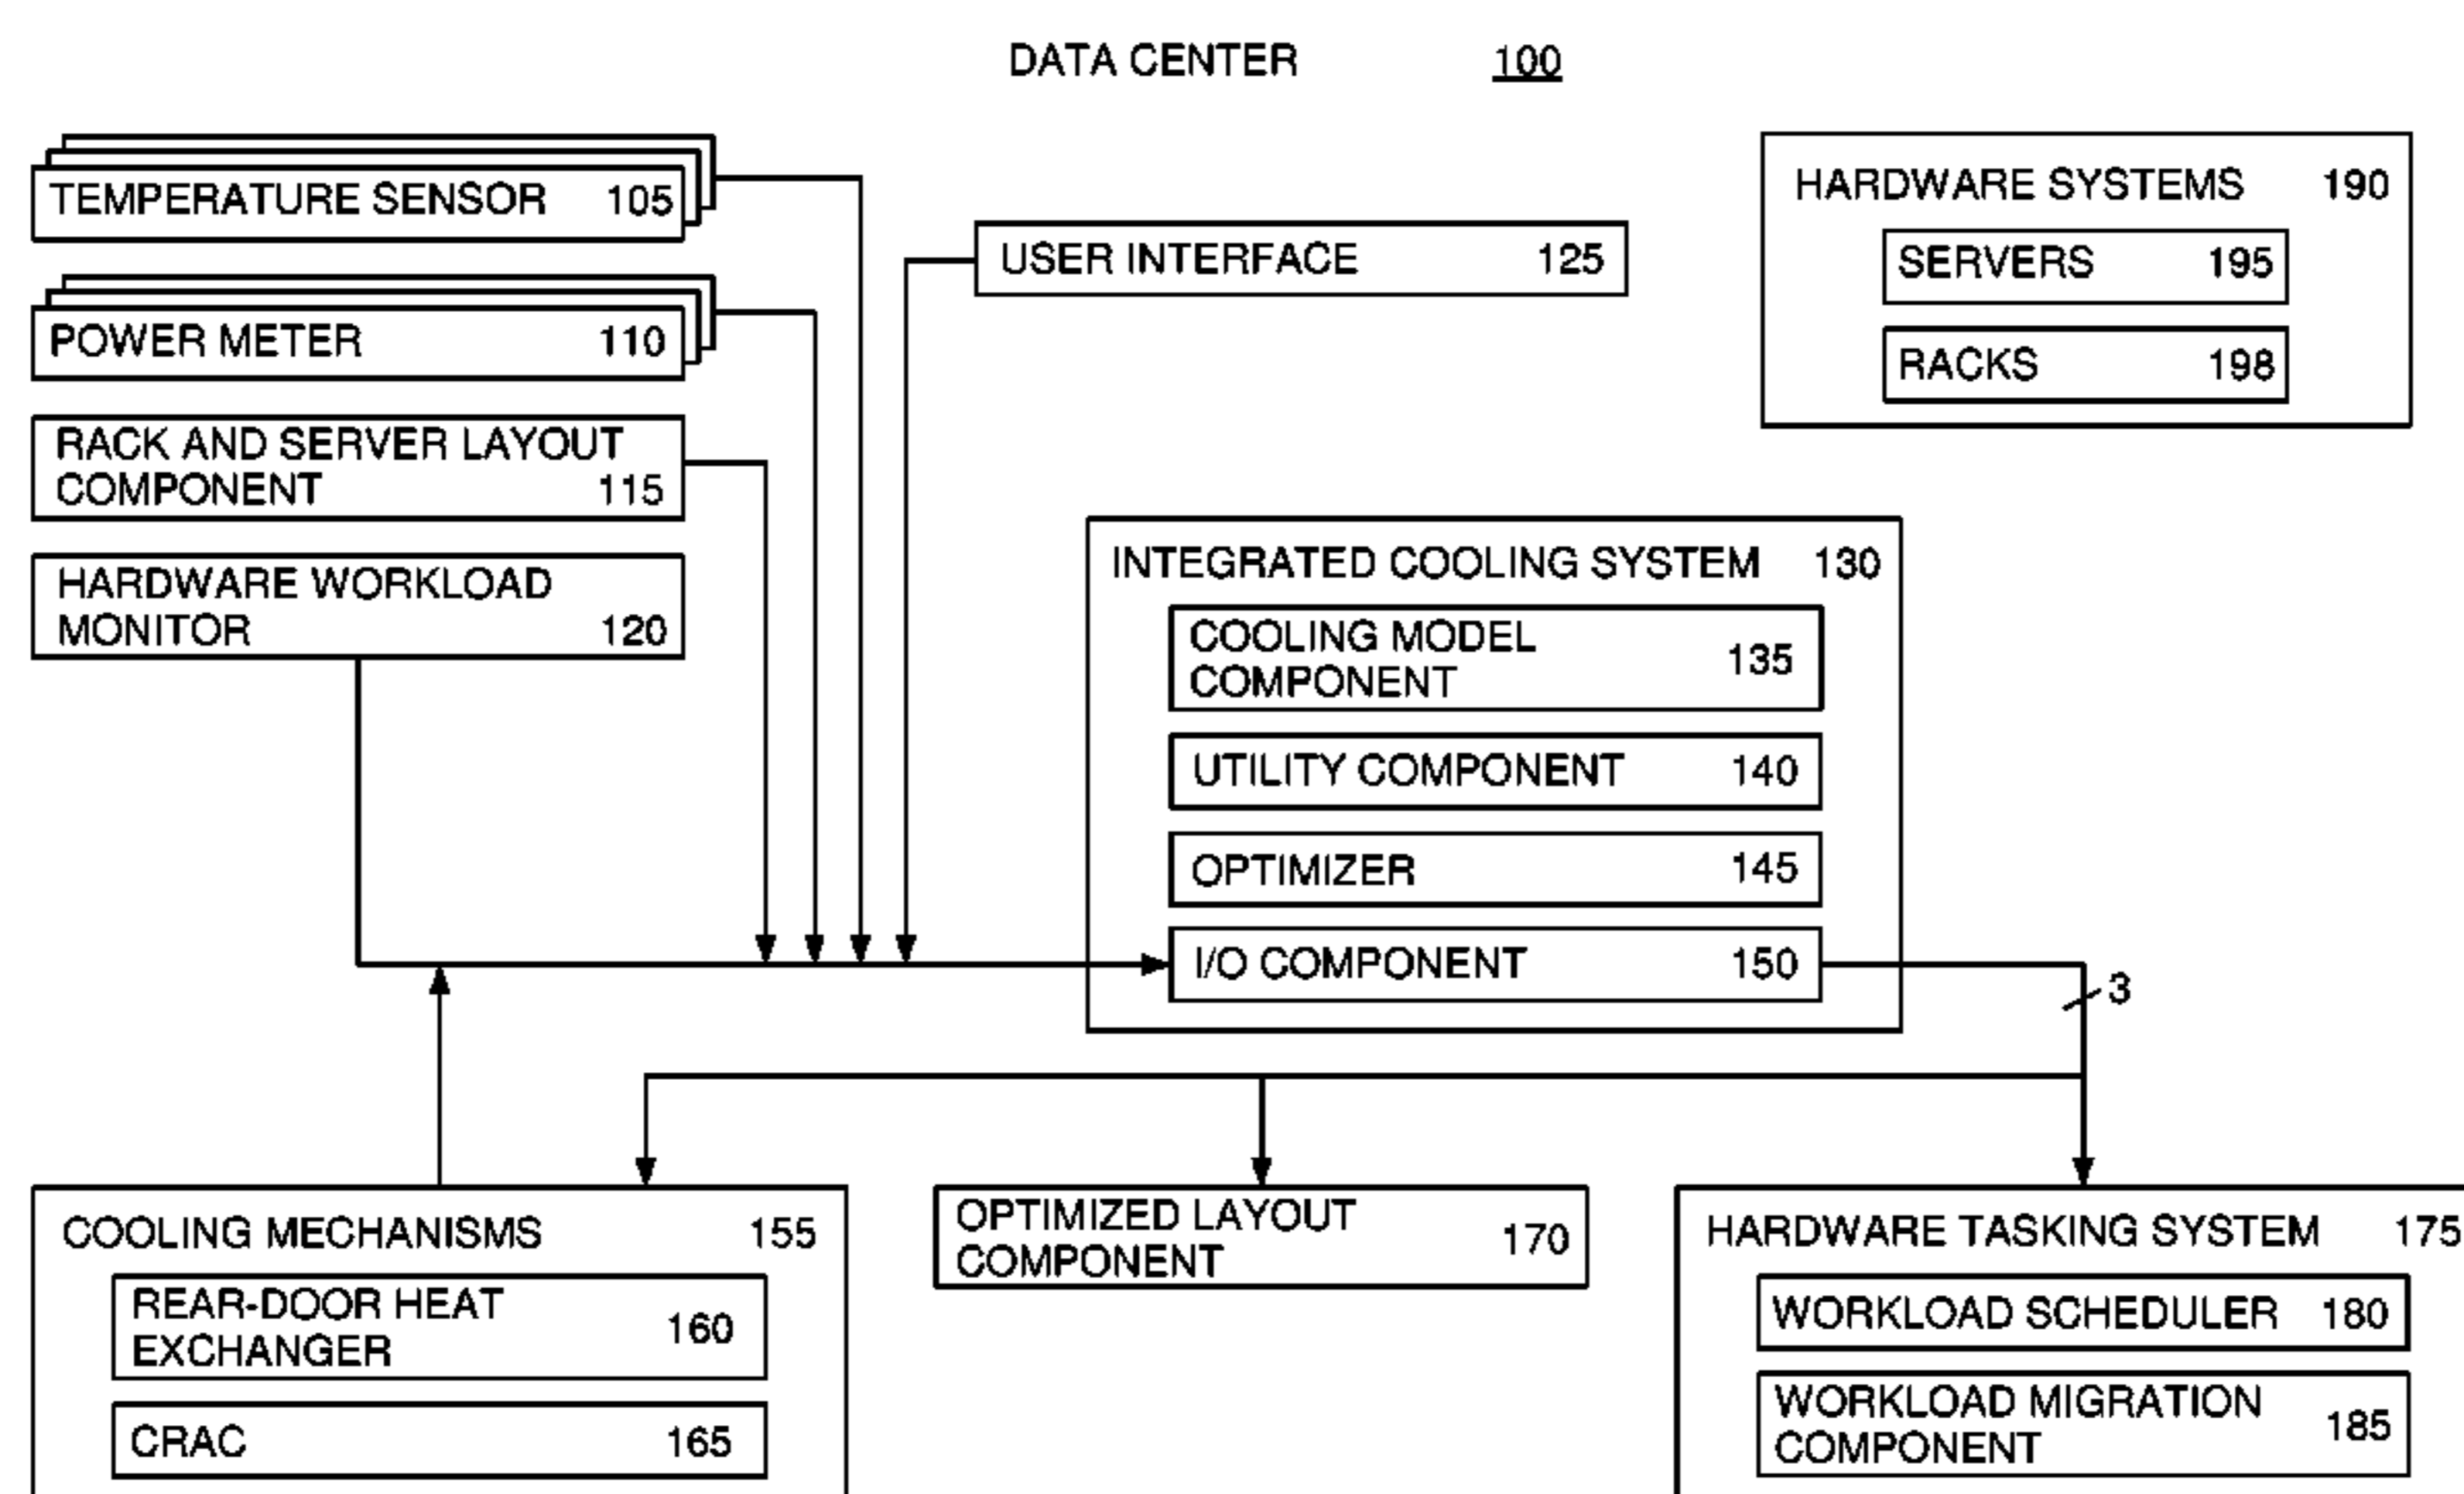 DATA CENTER 100
TEMPERATURE SENSOR 105
POWER METER 110
RACK AND SERVER LAYOUT
COMPONENT 115
HARDWARE WORKLOAD
MONITOR 120
USER INTERFACE 125
HARDWARE SYSTEMS 190
SERVERS 195
RACKS 198
INTEGRATED COOLING SYSTEM 130
COOLING MODEL
COMPONENT 135
UTILITY COMPONENT 140
OPTIMIZER 145
I/O COMPONENT 150
3
COOLING MECHANISMS 155
REAR-DOOR HEAT
EXCHANGER 160
CRAC 165
OPTIMIZED LAYOUT
COMPONENT 170
HARDWARE TASKING SYSTEM 175
WORKLOAD SCHEDULER 180
WORKLOAD MIGRATION
COMPONENT 185